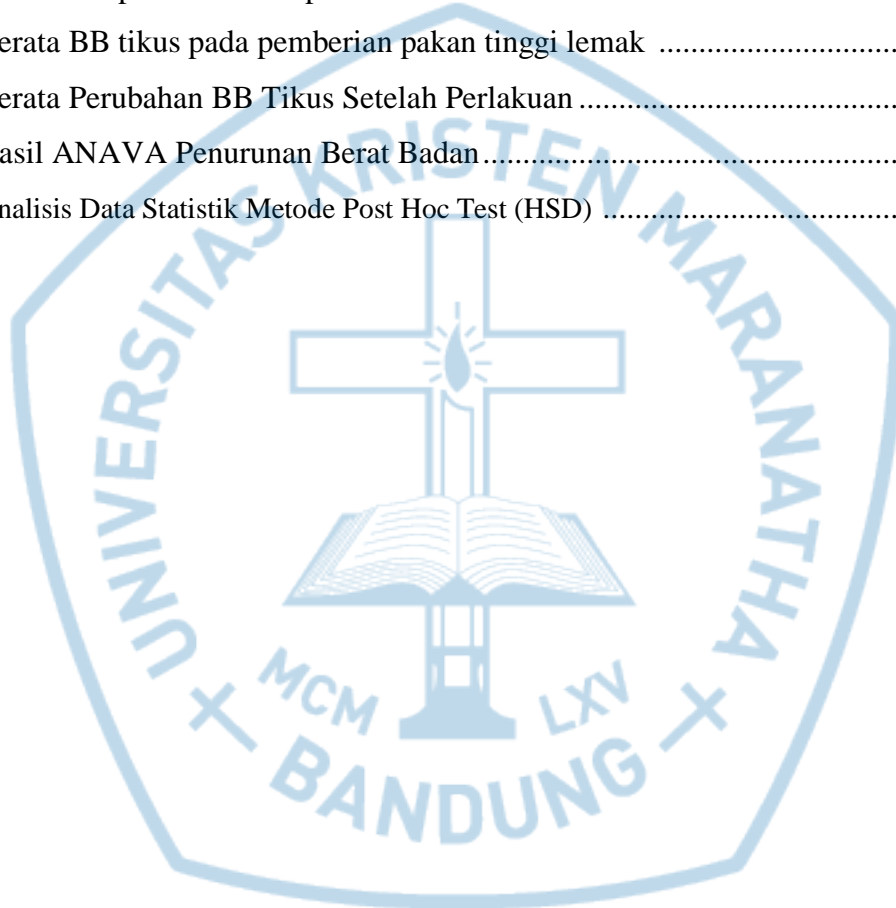 erata BB tikus pada pemberian pakan tinggi lemak ....................................
erata Perubahan BB Tikus Setelah Perlakuan ................................................
asil ANAVA Penurunan Berat Badan..............................................................
nalisis Data Statistik Metode Post Hoc Test (HSD) ............................................
UNIVERSITAS KRISTEN MARANATHA
MCM LXV
BANDUNG